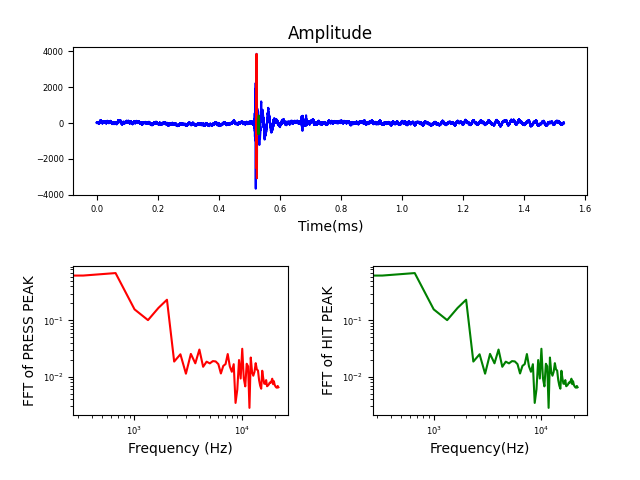 Amplitude
4000
2000
0
−2000
−4000
0.0 0.2 0.4 0.6 0.8 1.0 1.2 1.4 1.6
Time(ms)
FFT of PRESS PEAK
10⁻¹
10⁻²
10³ 10⁴
Frequency (Hz)
FFT of HIT PEAK
10⁻¹
10⁻²
10³ 10⁴
Frequency(Hz)